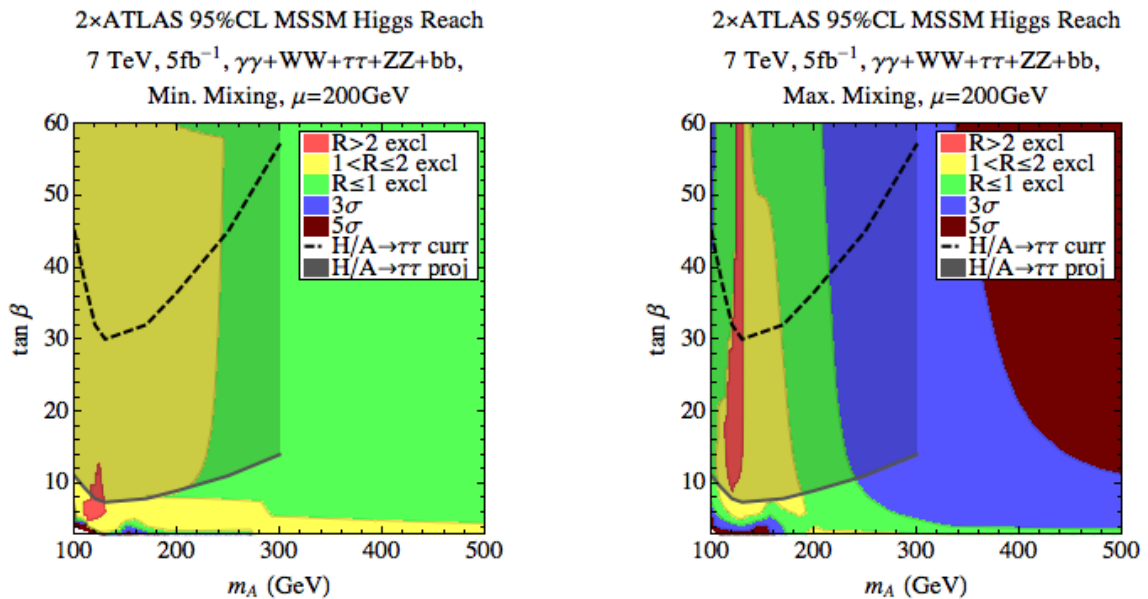 2×ATLAS 95%CL MSSM Higgs Reach
7 TeV, 5fb⁻¹, γγ+WW+ττ+ZZ+bb,
Min. Mixing, μ=200GeV
R>2 excl
1<R≤2 excl
R≤1 excl
3σ
5σ
H/A→ττ curr
H/A→ττ proj
60
50
40
30
20
10
tan β
100
200
300
400
500
m_A (GeV)
2×ATLAS 95%CL MSSM Higgs Reach
7 TeV, 5fb⁻¹, γγ+WW+ττ+ZZ+bb,
Max. Mixing, μ=200GeV
R>2 excl
1<R≤2 excl
R≤1 excl
3σ
5σ
H/A→ττ curr
H/A→ττ proj
60
50
40
30
20
10
tan β
100
200
300
400
500
m_A (GeV)